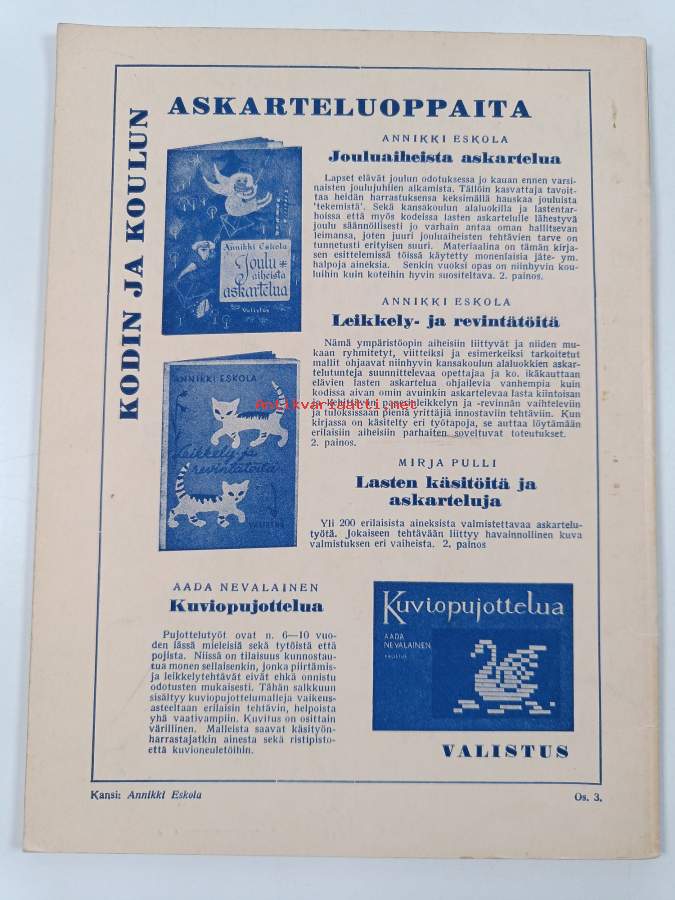 KODIN JA KOULUN
ASKARTELUOPPAITA
ANNIKKI ESKOLA
Jouluaiheista askartelua
Lapset elävät joulun odotuksessa jo kauan ennen varsi-
naisten joulujuhlien alkamista. Tällöin kasvattaja tavoit-
taa heidän harrastuksensa keksimällä hauskaa jouluista
'tekemistä'. Sekä kansakoulun alaluokilla ja lastentar-
hoissa että myös kodeissa lasten askartelulle lähestyvä
joulu säännöllisesti jo varhain antaa oman hallitsevan
leimansa, joten juuri jouluaiheisten tehtävien tarve on
tunnetusti erityisen suuri. Materiaalina on tämän kirja-
sen esittelemissä töissä käytetty monenlaisia jäte- ym.
halpoja aineksia. Senkin vuoksi opas on niinhyvin kou-
luihin kuin koteihin hyvin suositeltava. 2. painos.
Annikki Eskola
Joulu
aiheista
askartelua
Valistus
ANNIKKI ESKOLA
Leikkely- ja revintätöitä
Nämä ympäristöopin aiheisiin liittyvät ja niiden mu-
kaan ryhmitetyt, viitteiksi ja esimerkeiksi tarkoitetut
mallit ohjaavat niinhyvin kansakoulun alaluokkien askar-
telutunteja suunnittelevaa opettajaa ja ko. ikäkauttaan
elävien lasten askartelua ohjailevia vanhempia kuin
kodissa aivan omin avuinkin askartelevaa lasta kiintoisan
ja kehittävän paperinleikkelyn ja -revinnän vaihteleviin
ja tuloksissaan pieniä yrittäjiä innostaviin tehtäviin. Kun
kirjassa on käsitelty eri työtapoja, se auttaa löytämään
erilaisiin aiheisiin parhaiten soveltuvat toteutukset.
2. painos.
Antikvariaatti.net
ANNIKKI ESKOLA
Leikkely- ja
revintätöitä
VALISTUS
MIRJA PULLI
Lasten käsitöitä ja
askarteluja
Yli 200 erilaisista aineksista valmistettavaa askartelu-
työtä. Jokaiseen tehtävään liittyy havainnollinen kuva
valmistuksen eri vaiheista. 2. painos
AADA NEVALAINEN
Kuviopujottelua
Pujottelutyöt ovat n. 6—10 vuo-
den iässä mieleisiä sekä tytöistä että
pojista. Niissä on tilaisuus kunnostau-
tua monen sellaisenkin, jonka piirtämis-
ja leikkelytehtävät eivät ehkä onnistu
odotusten mukaisesti. Tähän salkkuun
sisältyy kuviopujottelumalleja vaikeus-
asteeltaan erilaisin tehtävin, helpoista
yhä vaativampiin. Kuvitus on osittain
värillinen. Malleista saavat käsityön-
harrastajatkin ainesta sekä ristipisto-
että kuvioneuletöihin.
Kuviopujottelua
AADA
NEVALAINEN
VALISTUS
VALISTUS
Kansi: Annikki Eskola
Os. 3.